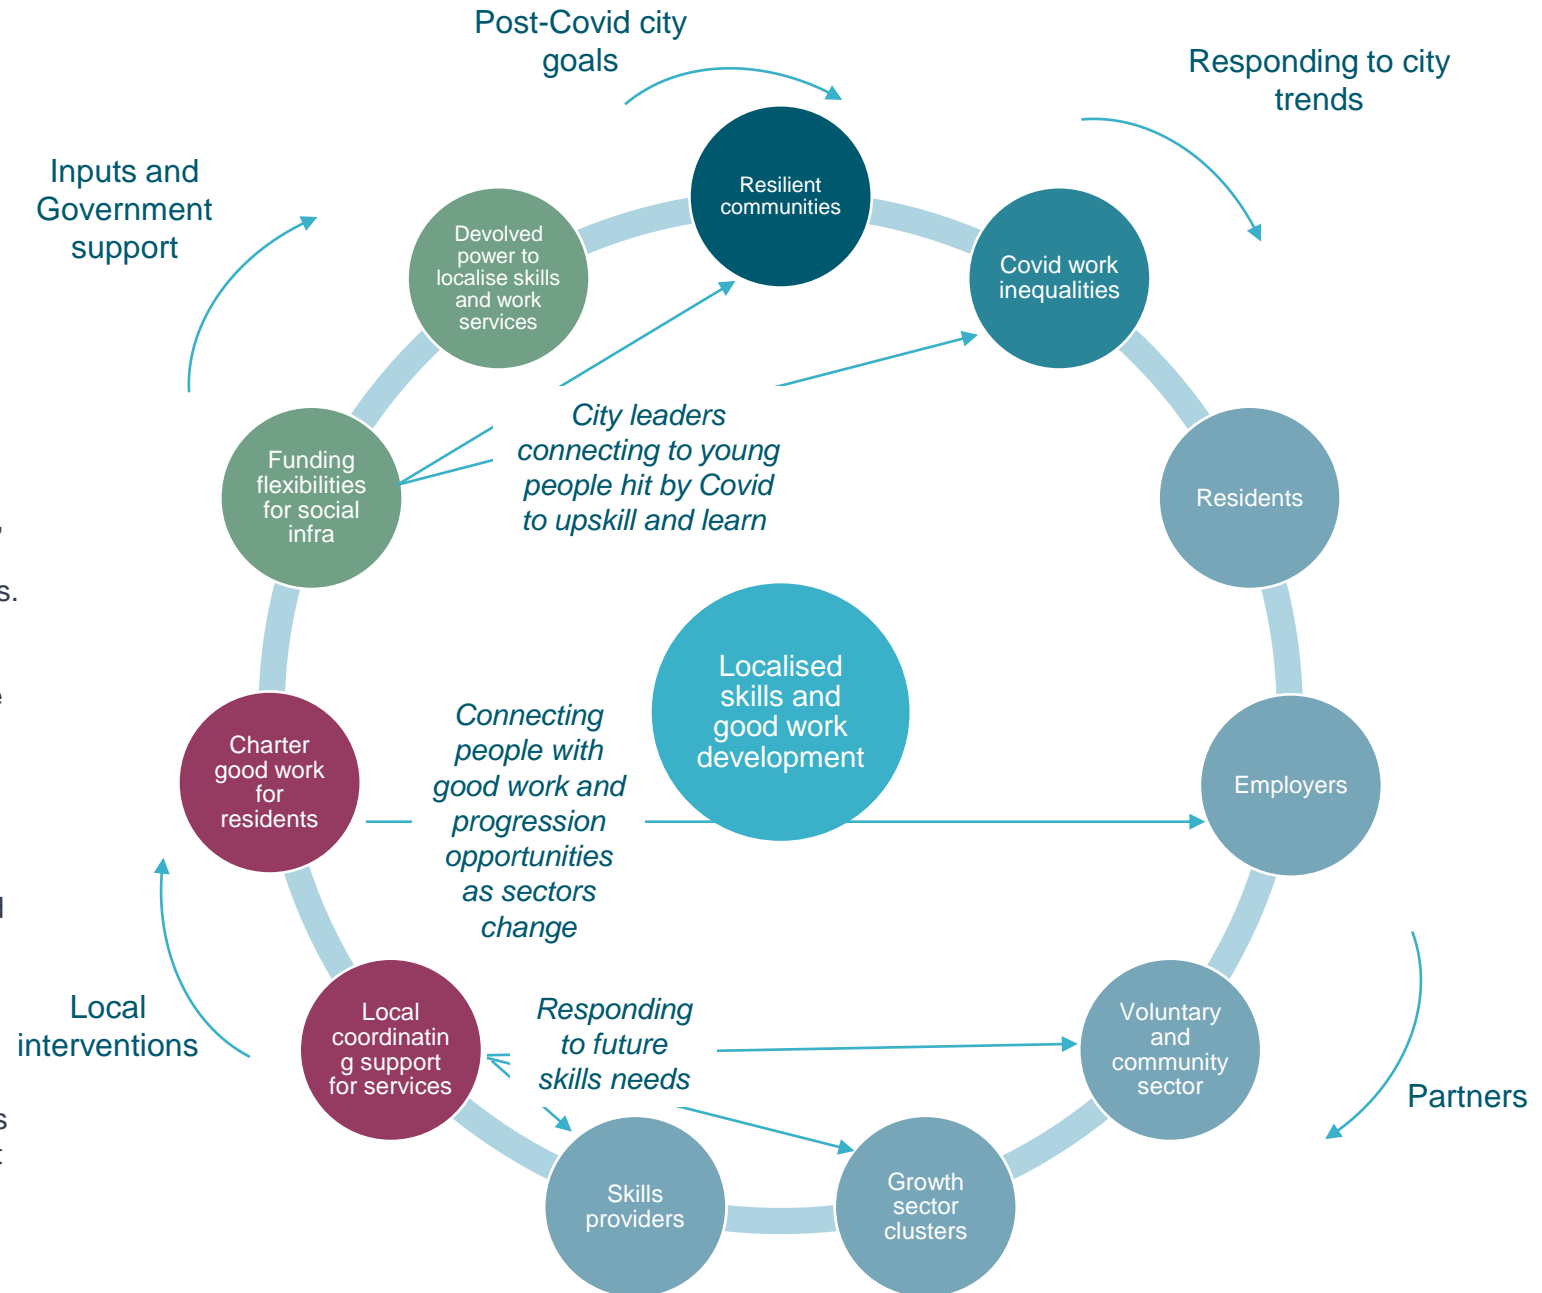 Post-Covid city
goals
Responding to city
trends
Inputs and
Government
support
Resilient
communities
Devolved
power to
localise skills
and work
services
Covid work
inequalities
City leaders
connecting to young
people hit by Covid
to upskill and learn
Funding
flexibilities
for social
infra
Residents
s.
Localised
skills and
good work
development
Connecting
people with
good work and
progression
opportunities
as sectors
change
Charter
good work
for
residents
Employers
Local
interventions
Local
coordinatin
g support
for services
Responding
to future
skills needs
Voluntary
and
community
sector
Partners
s
t
Skills
providers
Growth
sector
clusters